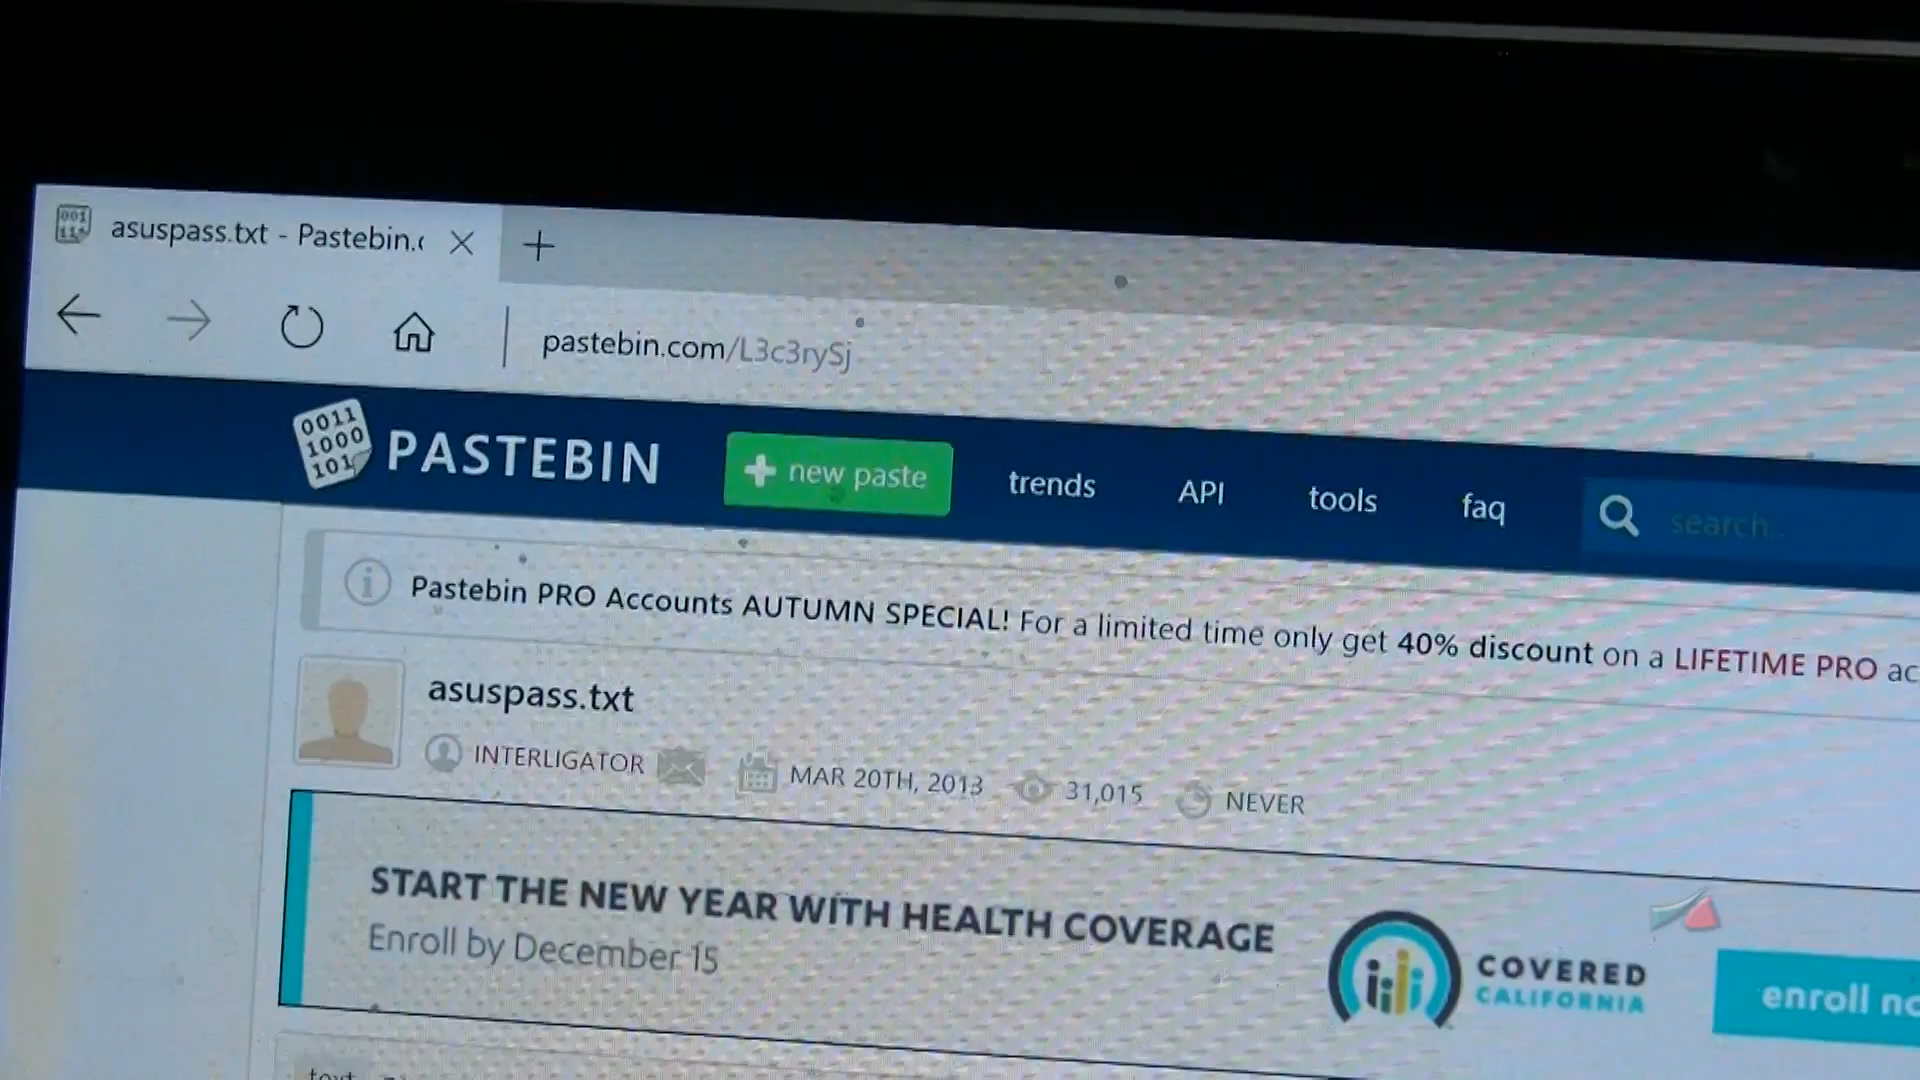 asuspass.txt - Pastebin.c
pastebin.com/L3c3rySj
0011
1000
101
PASTEBIN
new paste
trends
API
tools
faq
search...
Pastebin PRO Accounts AUTUMN SPECIAL! For a limited time only get 40% discount on a LIFETIME PRO ac
asuspass.txt
INTERLIGATOR
MAR 20TH, 2013
31,015
NEVER
START THE NEW YEAR WITH HEALTH COVERAGE
Enroll by December 15
COVERED
CALIFORNIA
enroll no